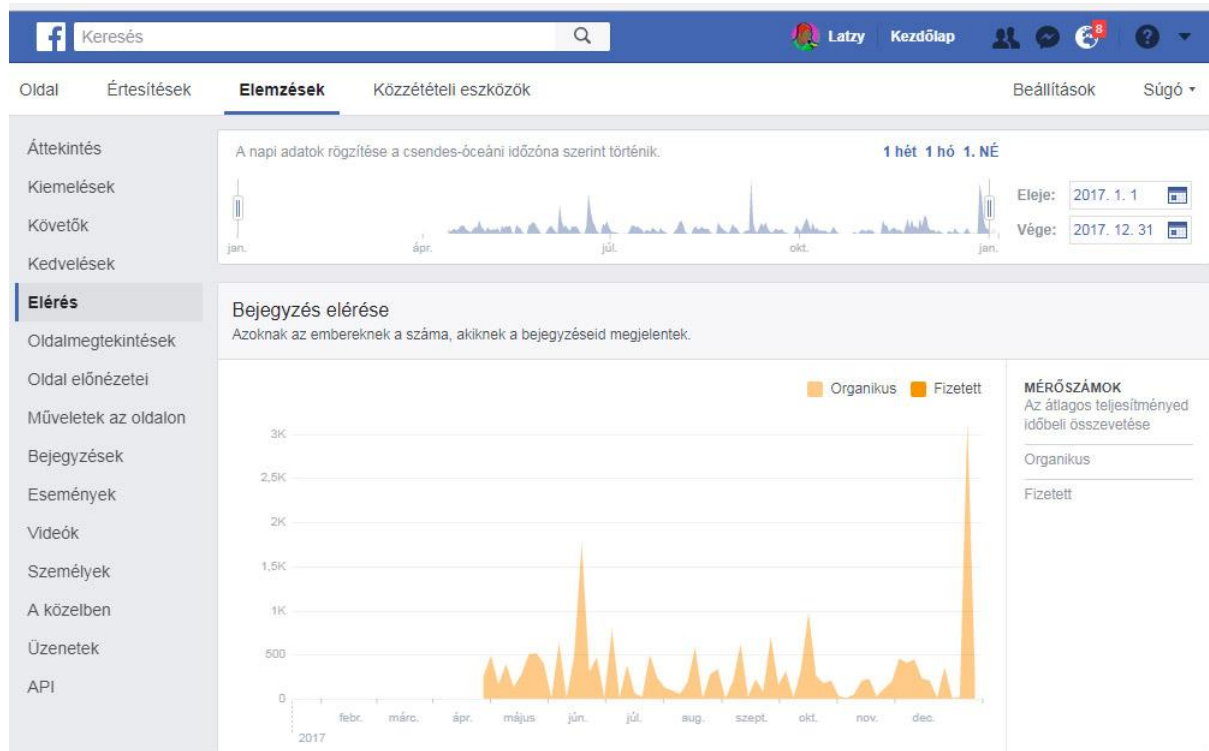 f Keresés Latzy Kezdőlap 8 ?
Oldal Értesítések Elemzések Közzétételi eszközök Beállítások Súgó
Áttekintés
Kiemelések
Követők
Kedvelések
Elérés
Oldalmegtekintések
Oldal előnézetei
Műveletek az oldalon
Bejegyzések
Események
Videók
Személyek
A közelben
Üzenetek
API
A napi adatok rögzítése a csendes-óceáni időzóna szerint történik. 1 hét 1 hó 1. NÉ
jan. ápr. júl. okt. jan.
Eleje: 2017. 1. 1
Vége: 2017. 12. 31
Bejegyzés elérése
Azoknak az embereknek a száma, akiknek a bejegyzéseid megjelentek.
Organikus Fizetett
3K
2,5K
2K
1,5K
1K
500
0
febr. márc. ápr. május jún. júl. aug. szept. okt. nov. dec.
2017
MÉRŐSZÁMOK
Az átlagos teljesítményed
időbeli összevetése
Organikus
Fizetett